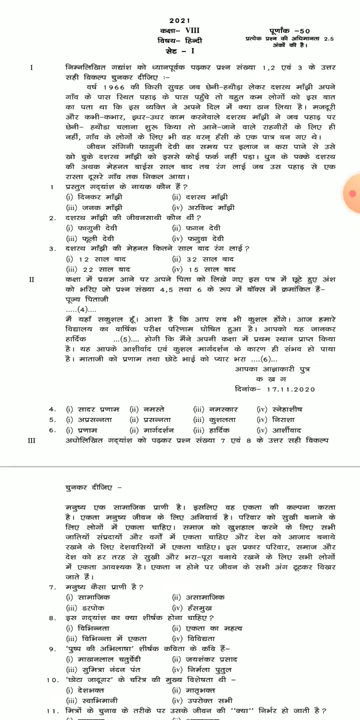 2021
कक्षा- VIII
विषय- हिन्दी
सेट - I
पूर्णांक -50
प्रत्येक प्रश्न की अधिमानता 2.5
अंकों की है।
I निम्नलिखित गद्यांश को ध्यानपूर्वक पढ़कर प्रश्न संख्या 1,2 एवं 3 के उत्तर
सही विकल्प चुनकर दीजिए :–
वर्ष 1966 की किसी सुबह जब छेनी-हथौड़ा लेकर दशरथ माँझी अपने
गाँव के पास स्थित पहाड़ के पास पहुँचे तो बहुत कम लोगों को इस बात
का पता था कि इस व्यक्ति ने अपने दिल में क्या ठान लिया है। मजदूरी
और कभी-कभार, इधर-उधर काम करनेवाले दशरथ माँझी ने जब पहाड़ पर
छेनी- हथौड़ा चलाना शुरू किया तो आने-जाने वाले राहगीरों के लिए ही
नहीं, गाँव के लोगों के लिए भी वह शख्स हँसी के एक पात्र बन गए थे।
जीवन संगिनी फागुनी देवी का समय पर इलाज न करा पाने से उसे
खो चुके दशरथ माँझी को इससे कोई फर्क नहीं पड़ा। धुन के पक्के दशरथ
की अथक मेहनत बाईस साल बाद तब रंग लाई जब उस पहाड़ से एक
रास्ता दूसरे गाँव तक निकल आया।
1 प्रस्तुत गद्यांश के नायक कौन हैं?
(i) दिनकर माँझी (ii) दशरथ माँझी
(iii) जनक माँझी (iv) अरविन्द माँझी
2. दशरथ माँझी की जीवनसाथी कौन थी?
(i) फागुनी देवी (ii) फगन देवी
(iii) फूली देवी (iv) फगुवा देवी
3. दशरथ माँझी की मेहनत कितने साल बाद रंग लाई ?
(i) 12 साल बाद (ii) 32 साल बाद
(iii) 22 साल बाद (iv) 15 साल बाद
II कक्षा में प्रथम आने पर अपने पिता को लिखे गए इस पत्र में छूटे हुए अंश
को भरिए जो प्रश्न संख्या 4,5 तथा 6 के रूप में बॉक्स में क्रमांकित हैं–
पूज्य पिताजी
.....(4)....
मैं यहाँ सकुशल हूँ। आशा है कि आप सब भी कुशल होंगे। आज हमारे
विद्यालय का वार्षिक परीक्षा परिणाम घोषित हुआ है। आपको यह जानकर
हार्दिक ...(5).... होगी कि मैंने अपनी कक्षा में प्रथम स्थान प्राप्त किया
है। यह आपके आशीर्वाद एवं कुशल मार्गदर्शन के कारण ही संभव हो पाया
है। माताजी को प्रणाम तथा छोटे भाई को प्यार भरा ....(6)...
आपका आज्ञाकारी पुत्र
क ख ग
दिनांक- 17.11.2020
4. (i) सादर प्रणाम (ii) नमस्ते (iii) नमस्कार (iv) स्नेहाशीष
5. (i) अप्रसन्नता (ii) प्रसन्नता (iii) कुशलता (iv) निराशा
6. (i) प्रणाम (ii) मार्गदर्शन (iii) हार्दिक (iv) आर्शीवाद
III अधोलिखित गद्यांश को पढ़कर प्रश्न संख्या 7 एवं 8 के उत्तर सही विकल्प
चुनकर दीजिए –
मनुष्य एक सामाजिक प्राणी है। इसलिए वह एकता की कल्पना करता
है। एकता मनुष्य जीवन के लिए अनिवार्य है। परिवार को सुखी बनाने के
लिए लोगों में एकता चाहिए। समाज को खुशहाल करने के लिए सभी
जातियों संप्रदायों और वर्गों में एकता चाहिए और देश को आजाद बनाये
रखने के लिए देशवासियों में एकता चाहिए। इस प्रकार परिवार, समाज और
देश को हर तरह से सुखी और भरा-पूरा बनाये रखने के लिए सभी लोगों
में एकता आवश्यक है। एकता न होने पर जीवन के सभी अंग टूटकर बिखर
जाते हैं।
7. मनुष्य कैसा प्राणी है ?
(i) सामाजिक (ii) असामाजिक
(iii) डरपोक (iv) हँसमुख
8. इस गद्यांश का क्या शीर्षक होना चाहिए ?
(i) विभिन्नता (ii) एकता का महत्व
(iii) विभिन्नता में एकता (iv) विविधता
9. 'पुष्प की अभिलाषा' शीर्षक कविता के कवि हैं–
(i) माखनलाल चतुर्वेदी (ii) जयशंकर प्रसाद
(iii) सुमित्रा नंदन पंत (iv) निर्मला पुतुल
10. 'छोटा जादूगर' के चरित्र की मुख्य विशेषता थी –
(i) देशभक्त (ii) मातृभक्त
(iii) स्वाभिमानी (iv) उपरोक्त सभी
11. मित्रों के चुनाव के तरीके पर उसके जीवन की ''क्या'' निर्भर हो जाती है?